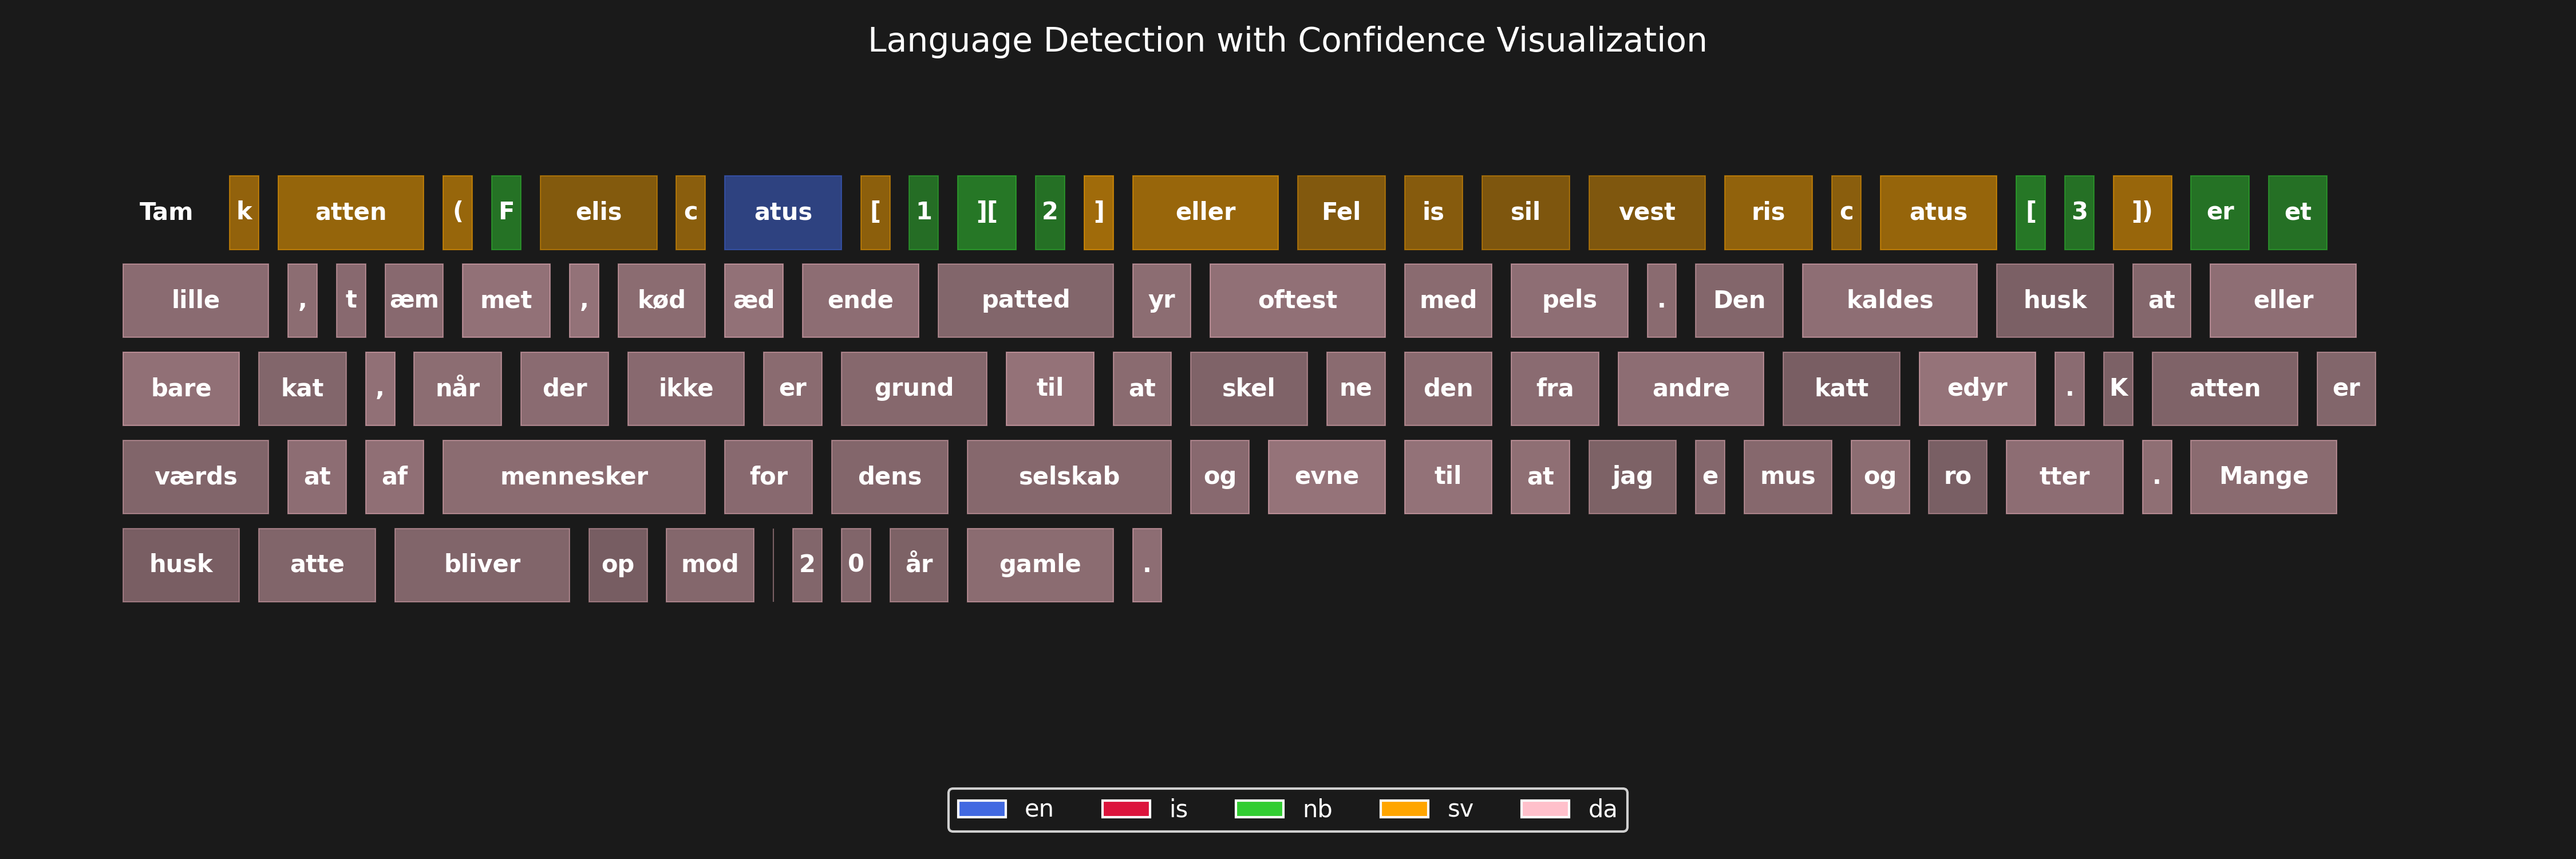 Language Detection with Confidence Visualization
Tam k atten ( F elis c atus [ 1 ][ 2 ] eller Fel is sil vest ris c atus [ 3 ]) er et
lille , t æm met , kød æd ende patted yr oftest med pels . Den kaldes husk at eller
bare kat , når der ikke er grund til at skel ne den fra andre katt edyr . K atten er
værds at af mennesker for dens selskab og evne til at jag e mus og ro tter . Mange
husk atte bliver op mod 2 0 år gamle .
en is nb sv da